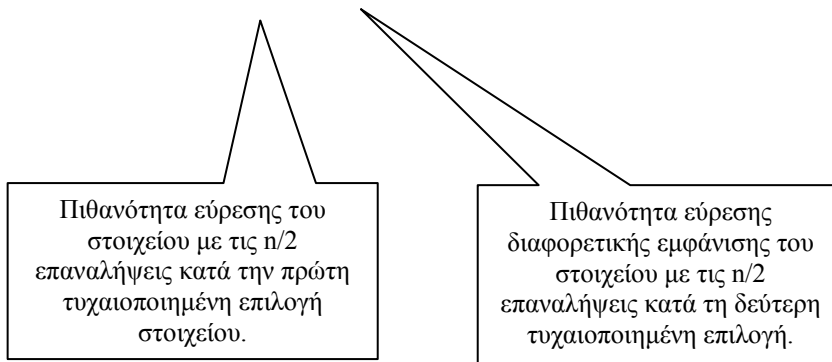 Πιθανότητα εύρεσης του
στοιχείου με τις n/2
επαναλήψεις κατά την πρώτη
τυχαιοποιημένη επιλογή
στοιχείου.
Πιθανότητα εύρεσης
διαφορετικής εμφάνισης του
στοιχείου με τις n/2
επαναλήψεις κατά τη δεύτερη
τυχαιοποιημένη επιλογή.